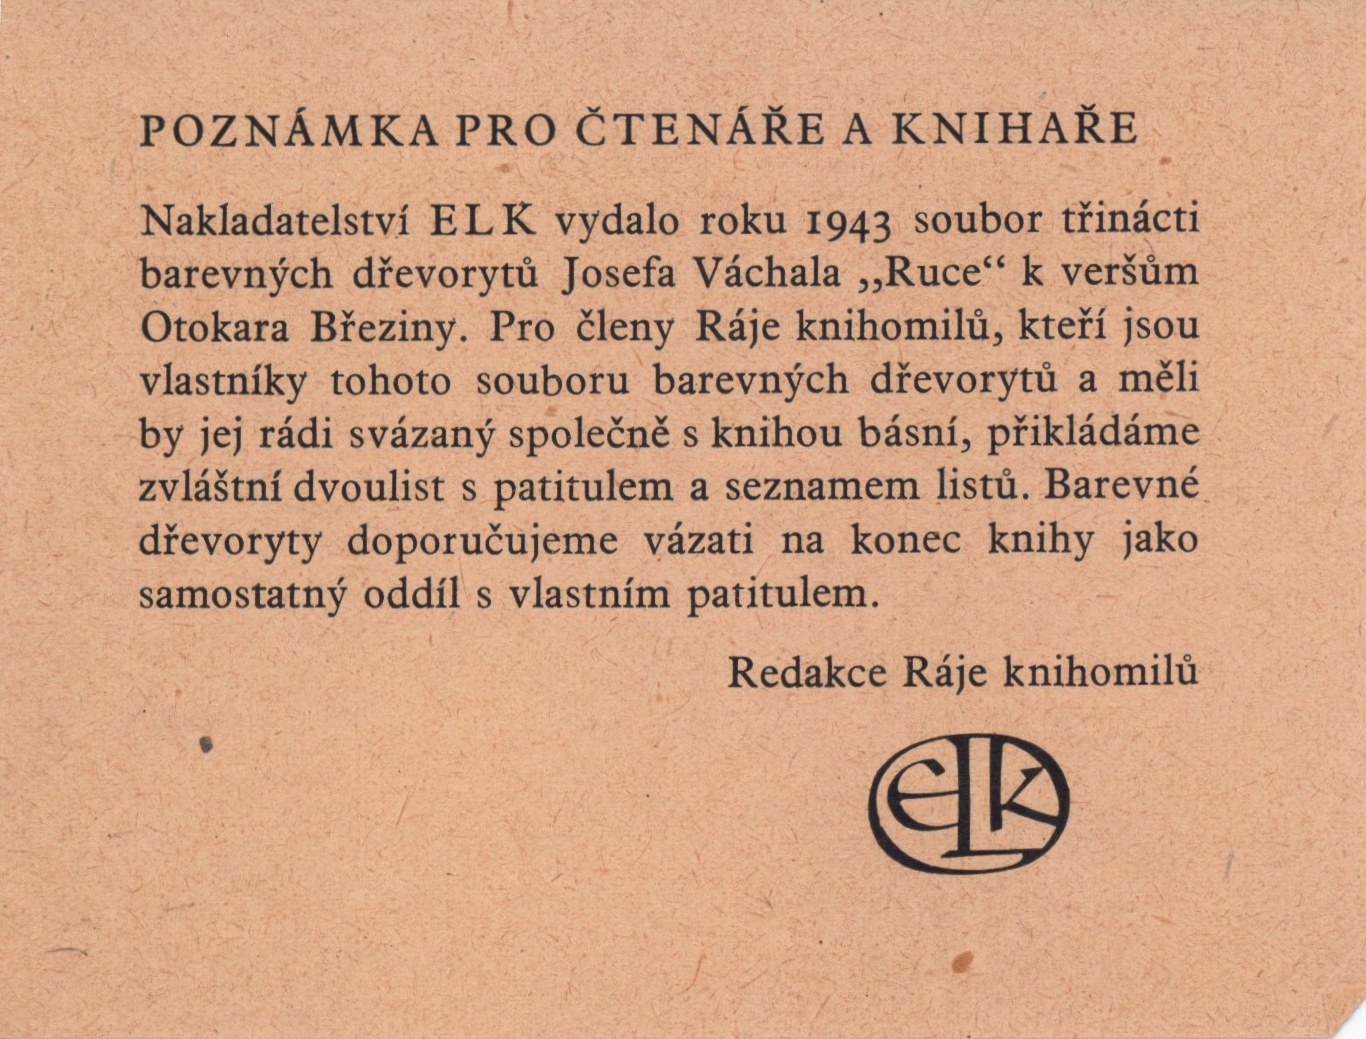 POZNÁMKA PRO ČTENÁŘE A KNIHAŘE
Nakladatelství ELK vydalo roku 1943 soubor třinácti
barevných dřevorytů Josefa Váchala „Ruce“ k veršům
Otokara Březiny. Pro členy Ráje knihomilů, kteří jsou
vlastníky tohoto souboru barevných dřevorytů a měli
by jej rádi svázaný společně s knihou básní, přikládáme
zvláštní dvoulist s patitulem a seznamem listů. Barevné
dřevoryty doporučujeme vázati na konec knihy jako
samostatný oddíl s vlastním patitulem.
Redakce Ráje knihomilů
ELK